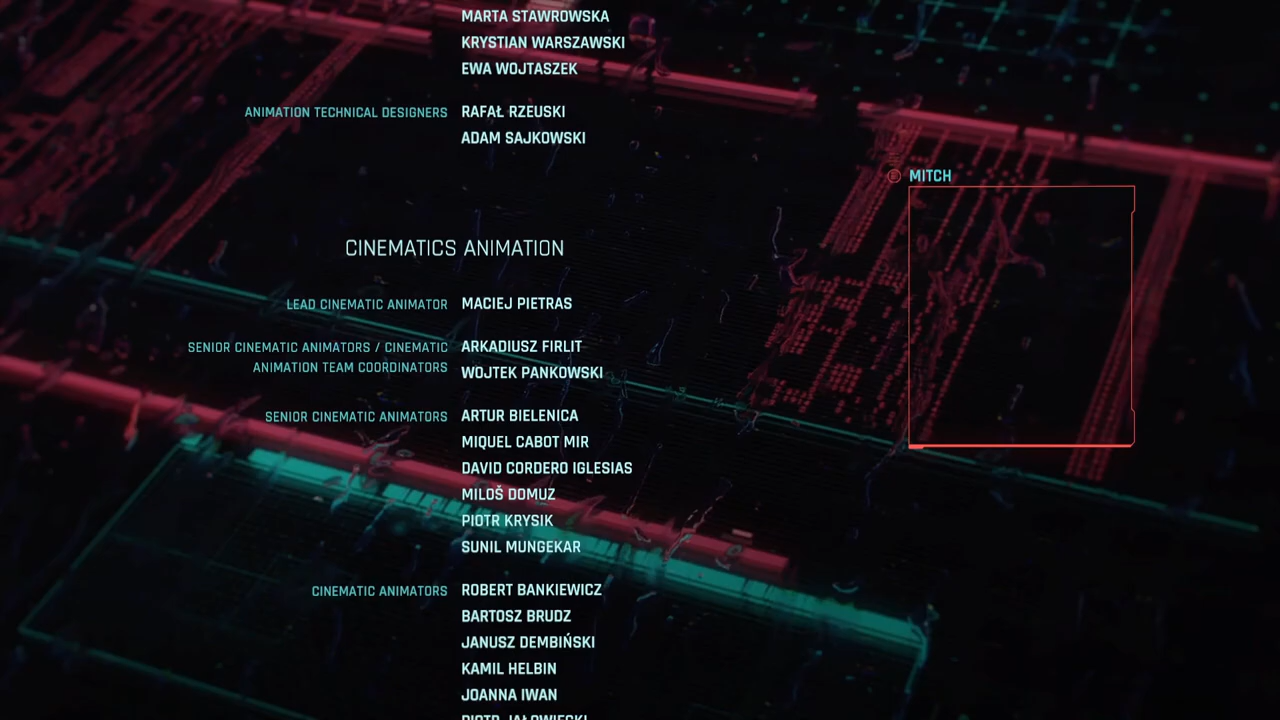 MARTA STAWROWSKA
KRYSTIAN WARSZAWSKI
EWA WOJTASZEK
ANIMATION TECHNICAL DESIGNERS RAFAŁ RZEUSKI
ADAM SAJKOWSKI
MITCH
CINEMATICS ANIMATION
LEAD CINEMATIC ANIMATOR MACIEJ PIETRAS
SENIOR CINEMATIC ANIMATORS / CINEMATIC ARKADIUSZ FIRLIT
ANIMATION TEAM COORDINATORS WOJTEK PANKOWSKI
SENIOR CINEMATIC ANIMATORS ARTUR BIELENICA
MIQUEL CABOT MIR
DAVID CORDERO IGLESIAS
MILOŠ DOMUZ
PIOTR KRYSIK
SUNIL MUNGEKAR
CINEMATIC ANIMATORS ROBERT BANKIEWICZ
BARTOSZ BRUDZ
JANUSZ DEMBIŃSKI
KAMIL HELBIN
JOANNA IWAN
PIOTR JAŁOWIECKI